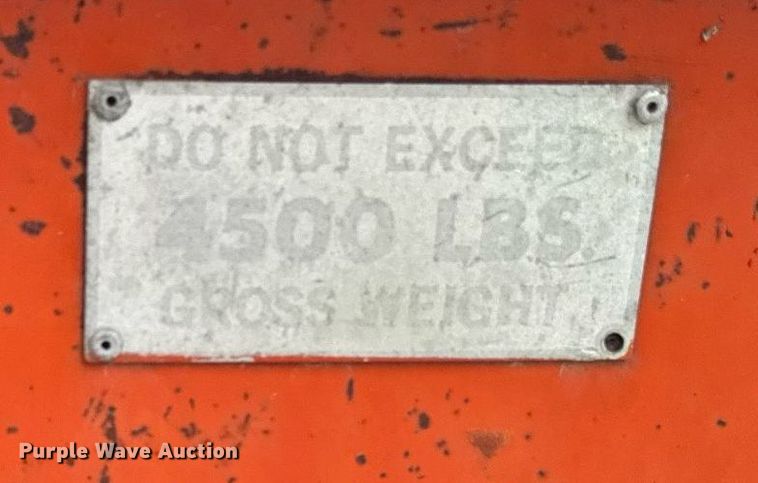 DO NOT EXCEED
4500 LBS.
GROSS WEIGHT
Purple Wave Auction